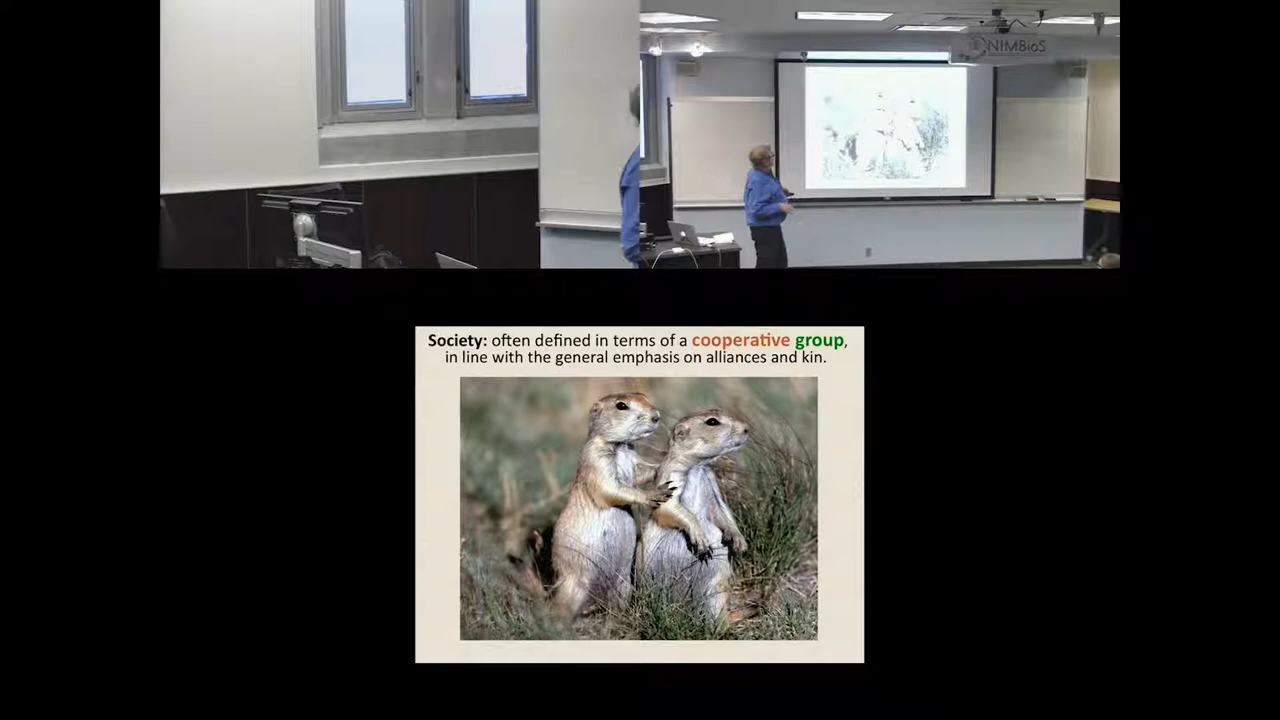 NIMBioS
Society: often defined in terms of a cooperative group,
in line with the general emphasis on alliances and kin.